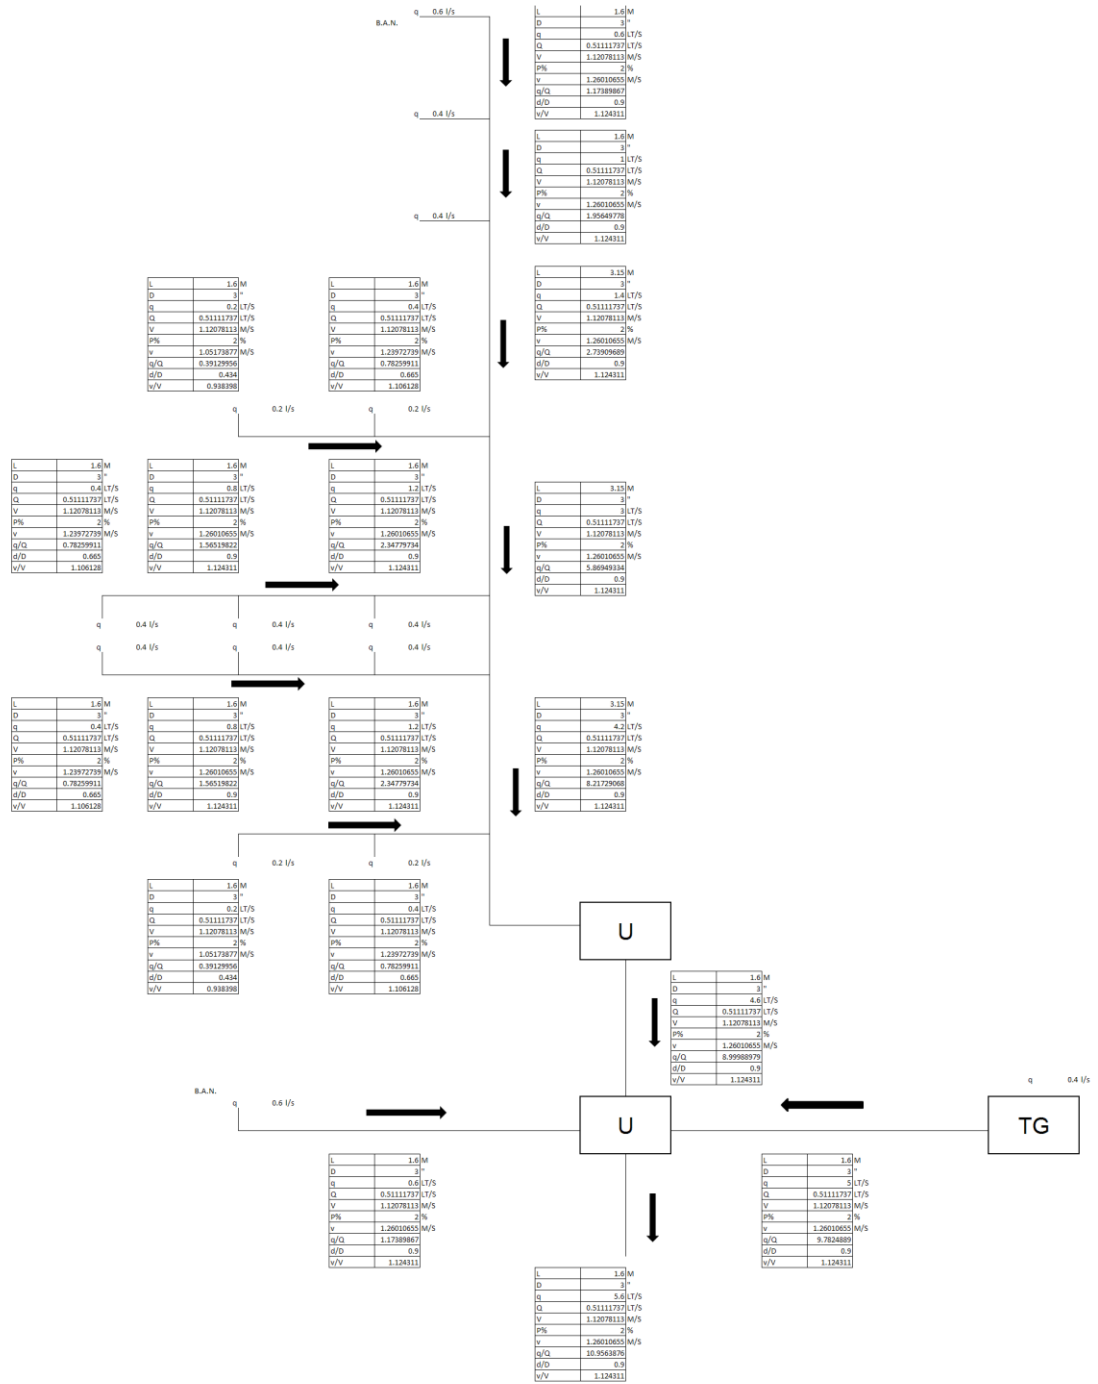 q 0.6 l/s
B.A.N.
L 1.6 M
D 3 "
q 0.6 LT/S
Q 0.51111737 LT/S
V 1.12078113 M/S
P% 2 %
v 1.26010655 M/S
q/Q 1.17389867
d/D 0.9
v/V 1.124311
q 0.4 l/s
L 1.6 M
D 3 "
q 1 LT/S
Q 0.51111737 LT/S
V 1.12078113 M/S
P% 2 %
v 1.26010655 M/S
q/Q 1.95649778
d/D 0.9
v/V 1.124311
q 0.4 l/s
L 3.15 M
D 3 "
q 1.4 LT/S
Q 0.51111737 LT/S
V 1.12078113 M/S
P% 2 %
v 1.26010655 M/S
q/Q 2.73909689
d/D 0.9
v/V 1.124311
L 1.6 M
D 3 "
q 0.2 LT/S
Q 0.51111737 LT/S
V 1.12078113 M/S
P% 2 %
v 1.05173877 M/S
q/Q 0.39129956
d/D 0.434
v/V 0.938398
L 1.6 M
D 3 "
q 0.4 LT/S
Q 0.51111737 LT/S
V 1.12078113 M/S
P% 2 %
v 1.23972739 M/S
q/Q 0.78259911
d/D 0.665
v/V 1.106128
q 0.2 l/s q 0.2 l/s
L 1.6 M
D 3 "
q 0.4 LT/S
Q 0.51111737 LT/S
V 1.12078113 M/S
P% 2 %
v 1.23972739 M/S
q/Q 0.78259911
d/D 0.665
v/V 1.106128
L 1.6 M
D 3 "
q 0.8 LT/S
Q 0.51111737 LT/S
V 1.12078113 M/S
P% 2 %
v 1.26010655 M/S
q/Q 1.56519822
d/D 0.9
v/V 1.124311
L 1.6 M
D 3 "
q 1.2 LT/S
Q 0.51111737 LT/S
V 1.12078113 M/S
P% 2 %
v 1.26010655 M/S
q/Q 2.34779734
d/D 0.9
v/V 1.124311
L 3.15 M
D 3 "
q 3 LT/S
Q 0.51111737 LT/S
V 1.12078113 M/S
P% 2 %
v 1.26010655 M/S
q/Q 5.86949334
d/D 0.9
v/V 1.124311
q 0.4 l/s q 0.4 l/s q 0.4 l/s
q 0.4 l/s q 0.4 l/s q 0.4 l/s
L 1.6 M
D 3 "
q 0.4 LT/S
Q 0.51111737 LT/S
V 1.12078113 M/S
P% 2 %
v 1.23972739 M/S
q/Q 0.78259911
d/D 0.665
v/V 1.106128
L 1.6 M
D 3 "
q 0.8 LT/S
Q 0.51111737 LT/S
V 1.12078113 M/S
P% 2 %
v 1.26010655 M/S
q/Q 1.56519822
d/D 0.9
v/V 1.124311
L 1.6 M
D 3 "
q 1.2 LT/S
Q 0.51111737 LT/S
V 1.12078113 M/S
P% 2 %
v 1.26010655 M/S
q/Q 2.34779734
d/D 0.9
v/V 1.124311
L 3.15 M
D 3 "
q 4.2 LT/S
Q 0.51111737 LT/S
V 1.12078113 M/S
P% 2 %
v 1.26010655 M/S
q/Q 8.21729068
d/D 0.9
v/V 1.124311
q 0.2 l/s q 0.2 l/s
L 1.6 M
D 3 "
q 0.2 LT/S
Q 0.51111737 LT/S
V 1.12078113 M/S
P% 2 %
v 1.05173877 M/S
q/Q 0.39129956
d/D 0.434
v/V 0.938398
L 1.6 M
D 3 "
q 0.4 LT/S
Q 0.51111737 LT/S
V 1.12078113 M/S
P% 2 %
v 1.23972739 M/S
q/Q 0.78259911
d/D 0.665
v/V 1.106128
U
L 1.6 M
D 3 "
q 4.6 LT/S
Q 0.51111737 LT/S
V 1.12078113 M/S
P% 2 %
v 1.26010655 M/S
q/Q 8.99988979
d/D 0.9
v/V 1.124311
q 0.4 l/s
B.A.N.
q 0.6 l/s
U
TG
L 1.6 M
D 3 "
q 0.6 LT/S
Q 0.51111737 LT/S
V 1.12078113 M/S
P% 2 %
v 1.26010655 M/S
q/Q 1.17389867
d/D 0.9
v/V 1.124311
L 1.6 M
D 3 "
q 5 LT/S
Q 0.51111737 LT/S
V 1.12078113 M/S
P% 2 %
v 1.26010655 M/S
q/Q 9.7824889
d/D 0.9
v/V 1.124311
L 1.6 M
D 3 "
q 5.6 LT/S
Q 0.51111737 LT/S
V 1.12078113 M/S
P% 2 %
v 1.26010655 M/S
q/Q 10.9563876
d/D 0.9
v/V 1.124311